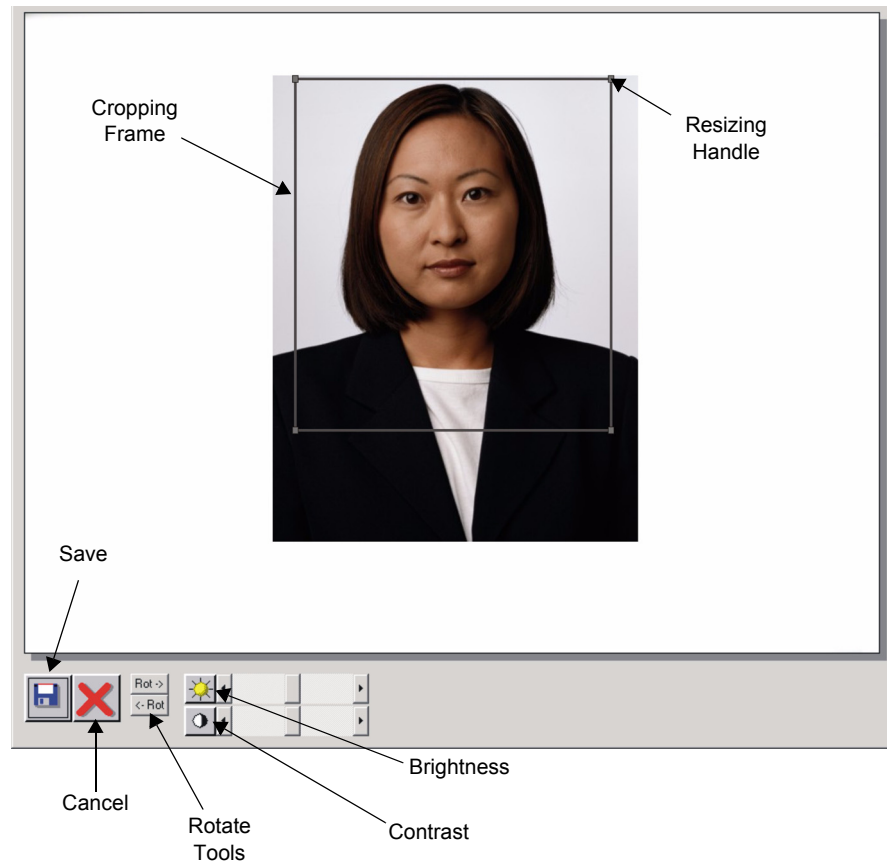 Cropping
Frame
Resizing
Handle
Save
Rot ->
<- Rot
Brightness
Cancel
Rotate
Tools
Contrast